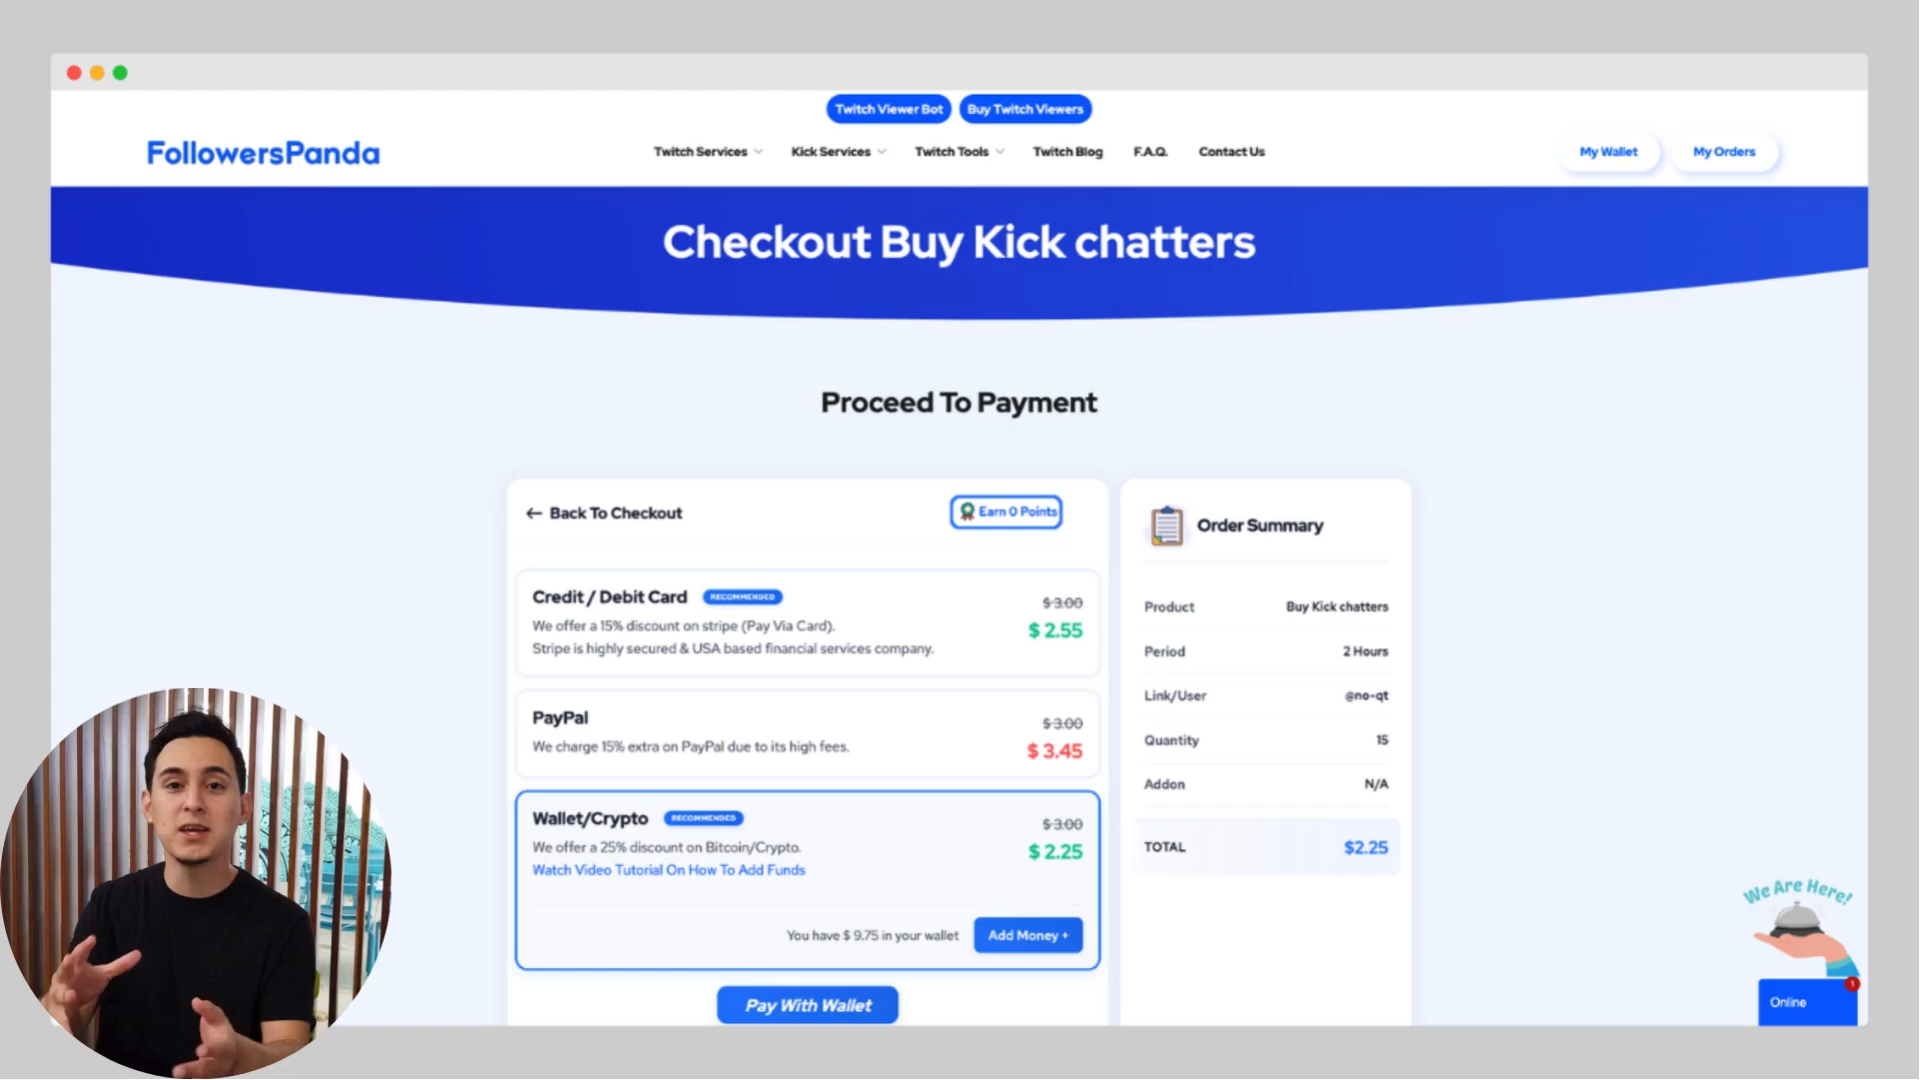 Twitch Viewer Bot
Buy Twitch Viewers
FollowersPanda
Twitch Services
Kick Services
Twitch Tools
Twitch Blog
F.A.Q.
Contact Us
My Wallet
My Orders
Checkout Buy Kick chatters
Proceed To Payment
← Back To Checkout
Earn 0 Points
Credit / Debit Card
RECOMMENDED
We offer a 15% discount on stripe (Pay Via Card).
Stripe is highly secured & USA based financial services company.
$ 3.00
$ 2.55
PayPal
We charge 15% extra on PayPal due to its high fees.
$ 3.00
$ 3.45
Wallet/Crypto
RECOMMENDED
We offer a 25% discount on Bitcoin/Crypto.
Watch Video Tutorial On How To Add Funds
$ 3.00
$ 2.25
You have $ 9.75 in your wallet
Add Money +
Pay With Wallet
Order Summary
Product Buy Kick chatters
Period 2 Hours
Link/User @no-qt
Quantity 15
Addon N/A
TOTAL $2.25
We Are Here!
1
Online